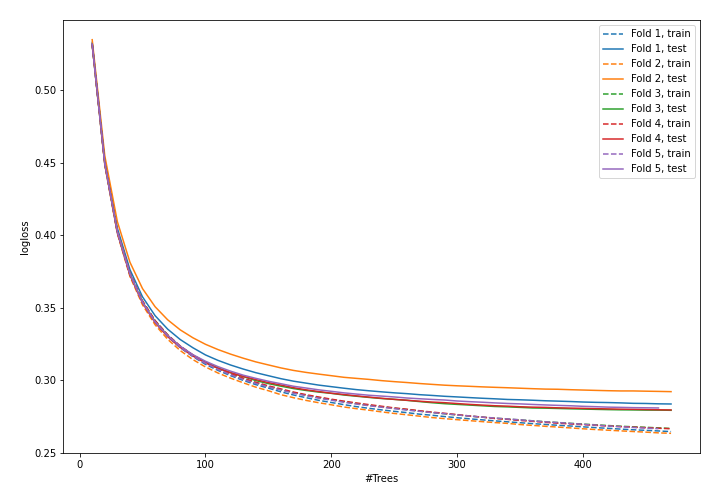 Fold 1, train
Fold 1, test
Fold 2, train
Fold 2, test
Fold 3, train
Fold 3, test
Fold 4, train
Fold 4, test
Fold 5, train
Fold 5, test
0.50
0.45
0.40
0.35
0.30
0.25
logloss
0 100 200 300 400
#Trees